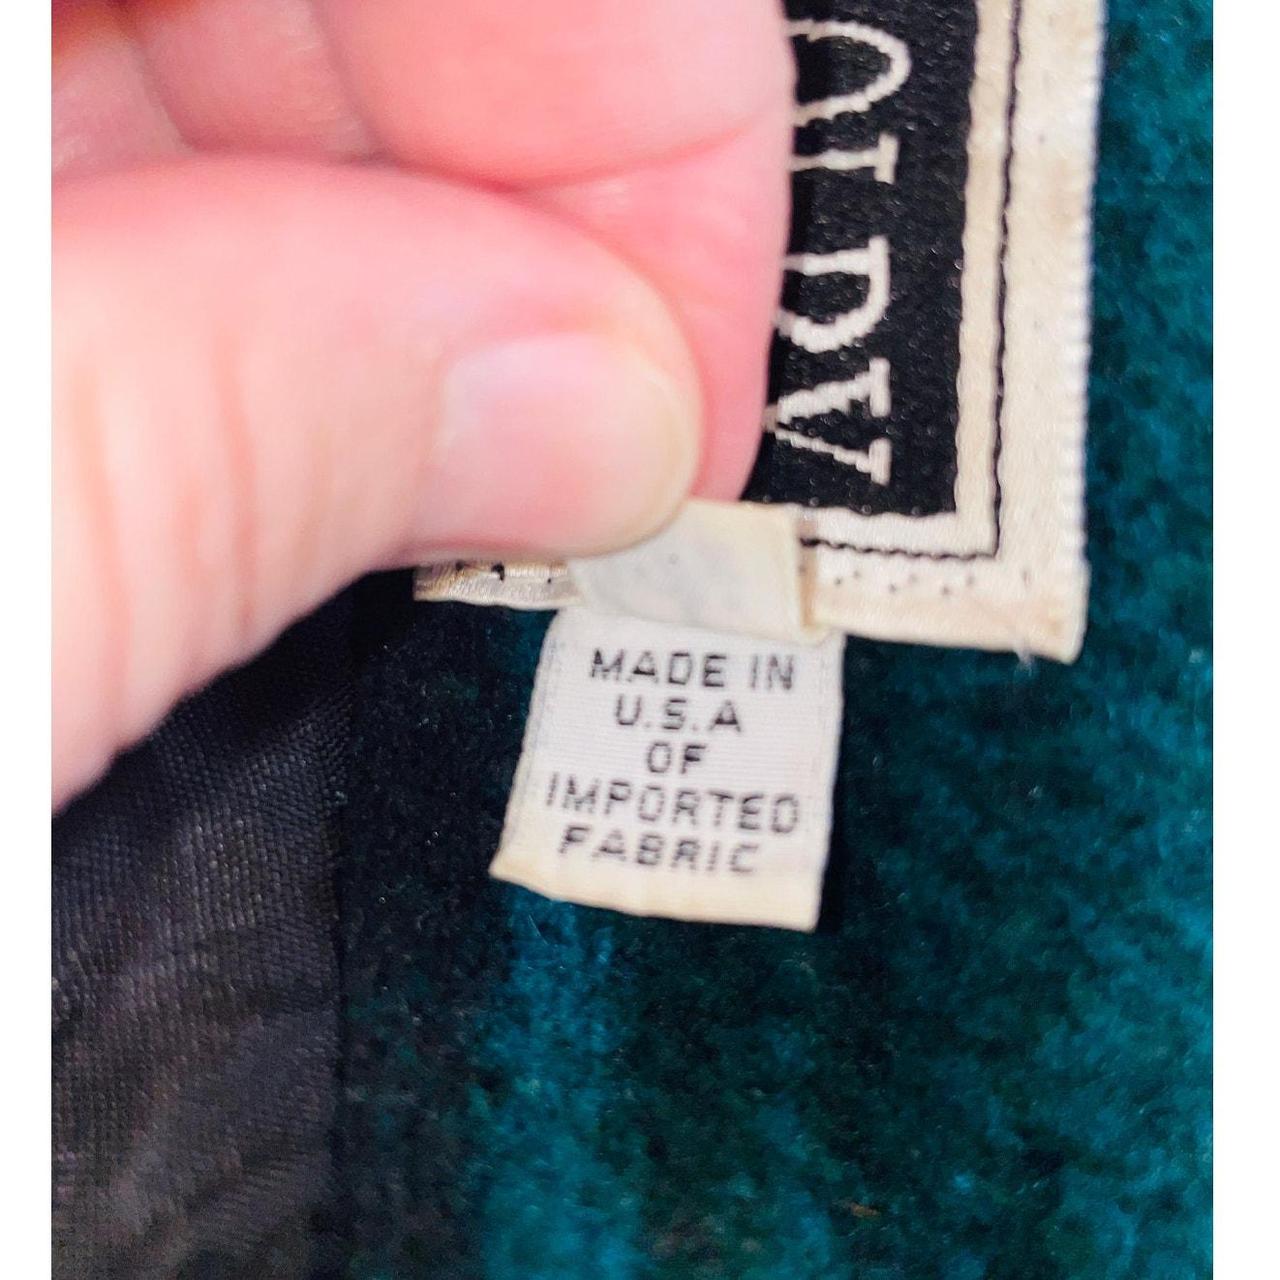 MADE IN
U.S.A
OF
IMPORTED
FABRIC